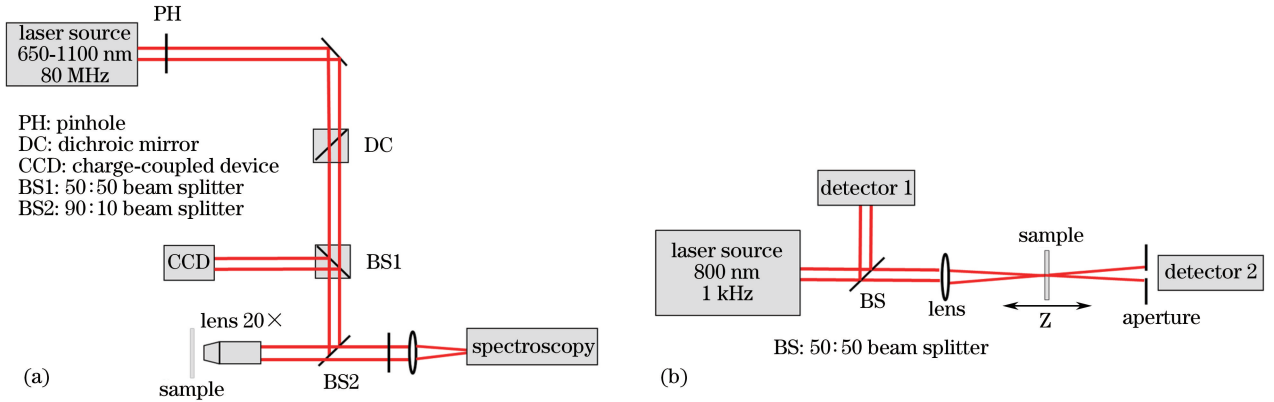 PH
laser source
650-1100 nm
80 MHz
PH: pinhole
DC: dichroic mirror
CCD: charge-coupled device
BS1: 50∶50 beam splitter
BS2: 90∶10 beam splitter
DC
CCD
BS1
lens 20×
spectroscopy
BS2
sample
(a)
detector 1
laser source
800 nm
1 kHz
BS
lens
sample
Z
detector 2
aperture
BS: 50∶50 beam splitter
(b)